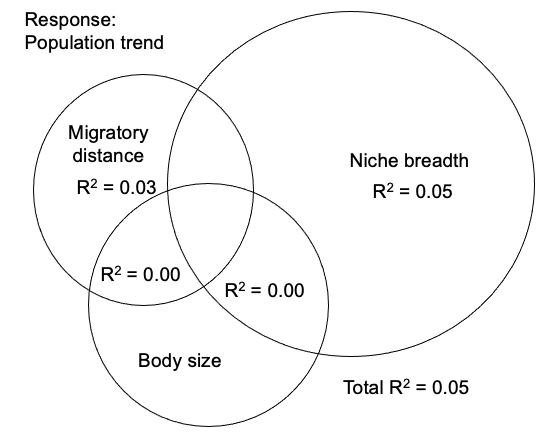 Response:
Population trend
Migratory
distance
R² = 0.03
Niche breadth
R² = 0.05
R² = 0.00
R² = 0.00
Body size
Total R² = 0.05